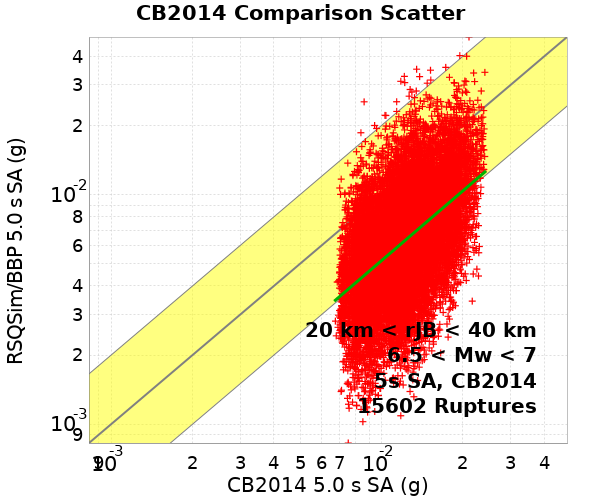 CB2014 Comparison Scatter
RSQSim/BBP 5.0 s SA (g)
4
3
2
10-2
8
6
4
3
2
10-3
9
20 km < rJB < 40 km
6.5 < Mw < 7
5s SA, CB2014
15602 Ruptures
9 10-3 2 3 4 5 6 7 10-2 2 3 4
CB2014 5.0 s SA (g)